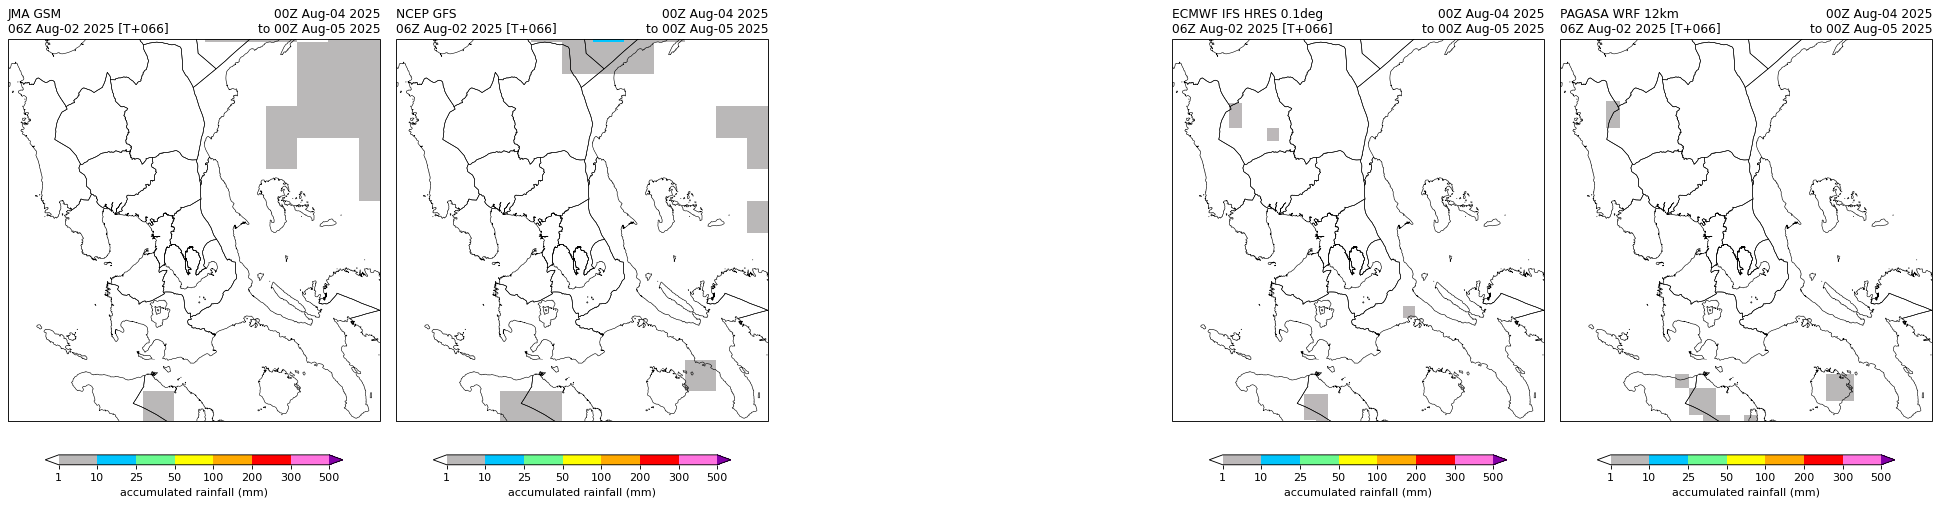 JMA GSM 00Z Aug-04 2025
06Z Aug-02 2025 [T+066] to 00Z Aug-05 2025
1 10 25 50 100 200 300 500
accumulated rainfall (mm)
NCEP GFS 00Z Aug-04 2025
06Z Aug-02 2025 [T+066] to 00Z Aug-05 2025
1 10 25 50 100 200 300 500
accumulated rainfall (mm)
ECMWF IFS HRES 0.1deg 00Z Aug-04 2025
06Z Aug-02 2025 [T+066] to 00Z Aug-05 2025
1 10 25 50 100 200 300 500
accumulated rainfall (mm)
PAGASA WRF 12km 00Z Aug-04 2025
06Z Aug-02 2025 [T+066] to 00Z Aug-05 2025
1 10 25 50 100 200 300 500
accumulated rainfall (mm)